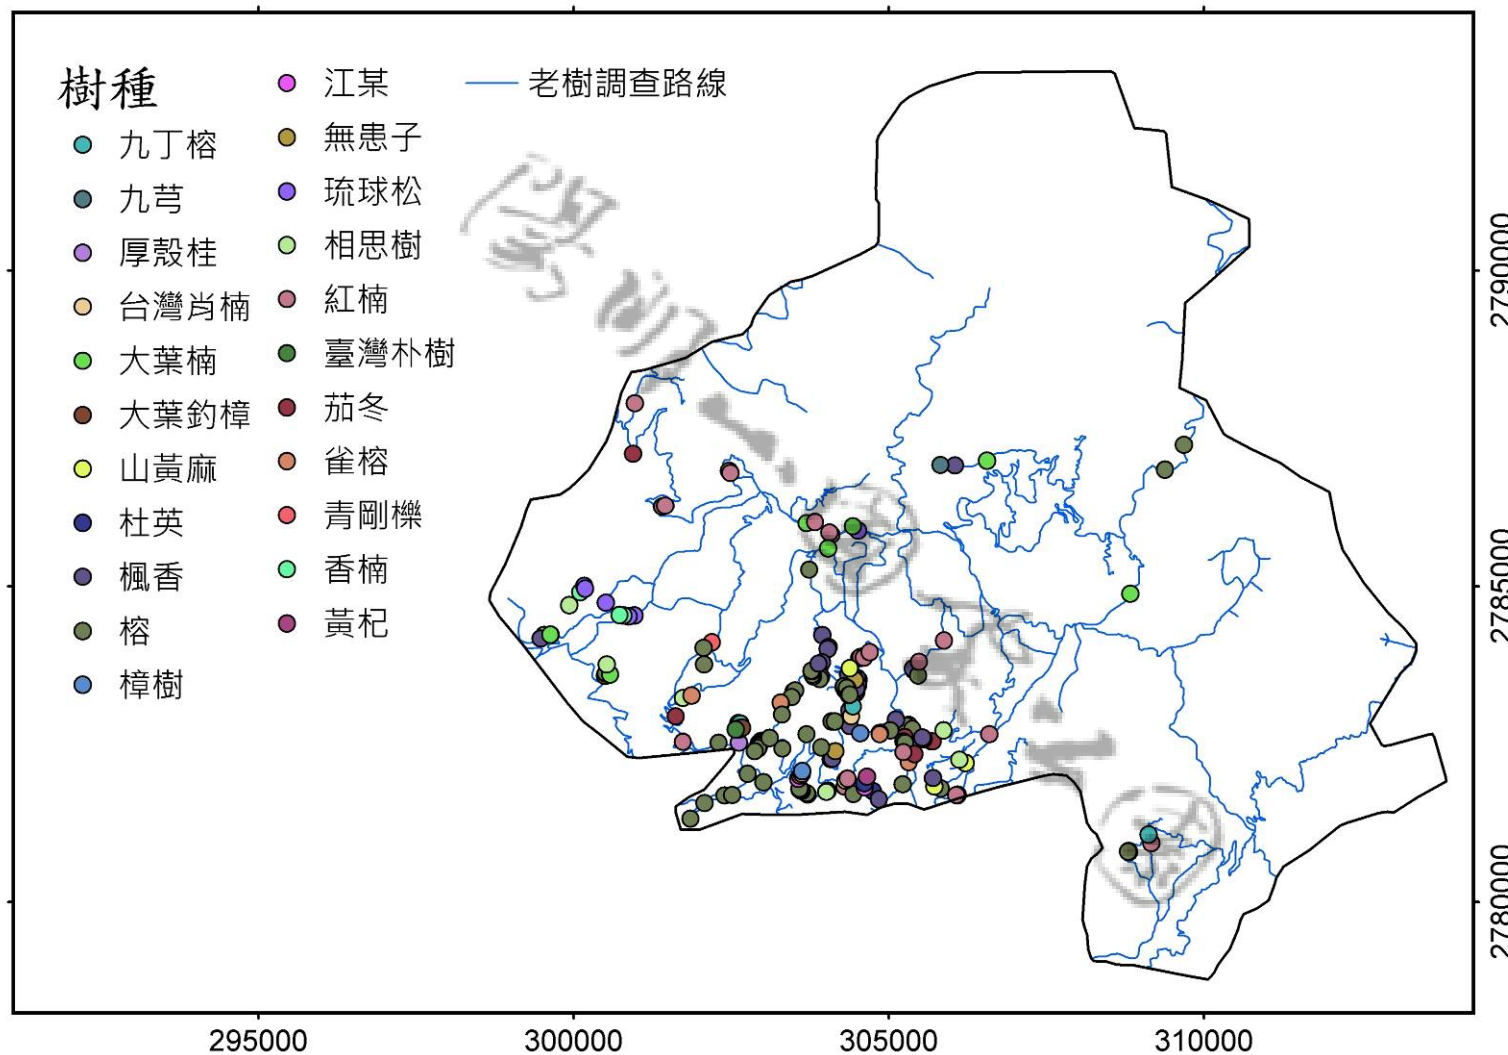 樹種
九丁榕
九芎
厚殼桂
台灣肖楠
大葉楠
大葉釣樟
山黃麻
杜英
楓香
榕
樟樹
江某
無患子
琉球松
相思樹
紅楠
臺灣朴樹
茄冬
雀榕
青剛櫟
香楠
黃杞
老樹調查路線
2790000
2785000
2780000
295000
300000
305000
310000